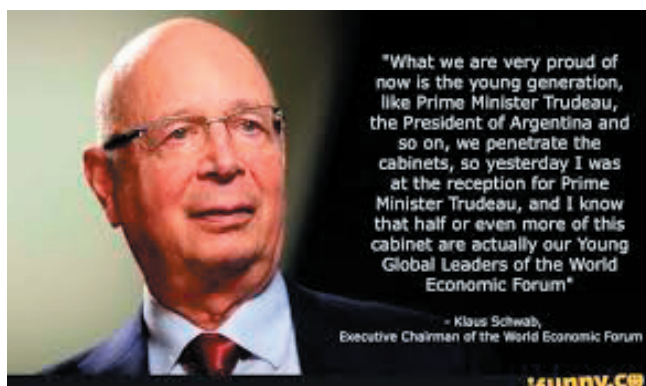 "What we are very proud of
now is the young generation,
like Prime Minister Trudeau,
the President of Argentina and
so on, we penetrate the
cabinets, so yesterday I was
at the reception for Prime
Minister Trudeau, and I know
that half or even more of this
cabinet are actually our Young
Global Leaders of the World
Economic Forum"
- Klaus Schwab,
Executive Chairman of the World Economic Forum
ifunny.co